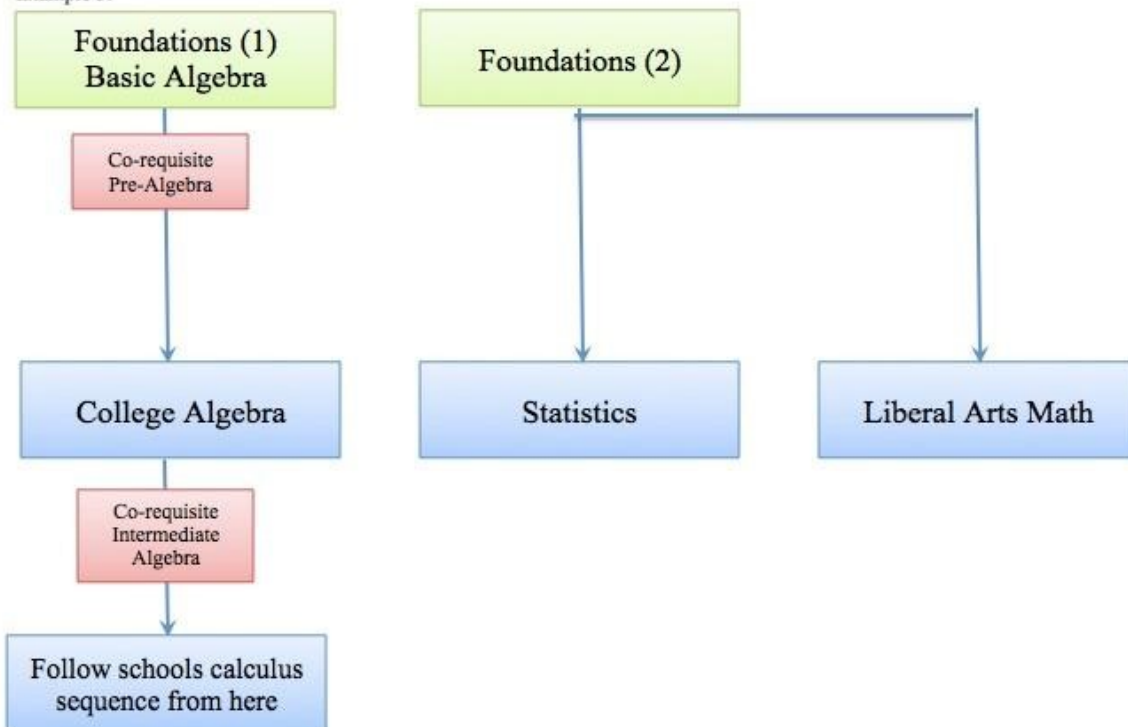 Foundations (1)
Basic Algebra
Foundations (2)
Co-requisite
Pre-Algebra
College Algebra
Statistics
Liberal Arts Math
Co-requisite
Intermediate
Algebra
Follow schools calculus
sequence from here